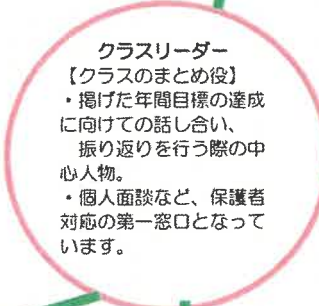 クラスリーダー
【クラスのまとめ役】
・掲げた年間目標の達成
に向けての話し合い、
　振り返りを行う際の中
心人物。
・個人面談など、保護者
対応の第一窓口となって
います。